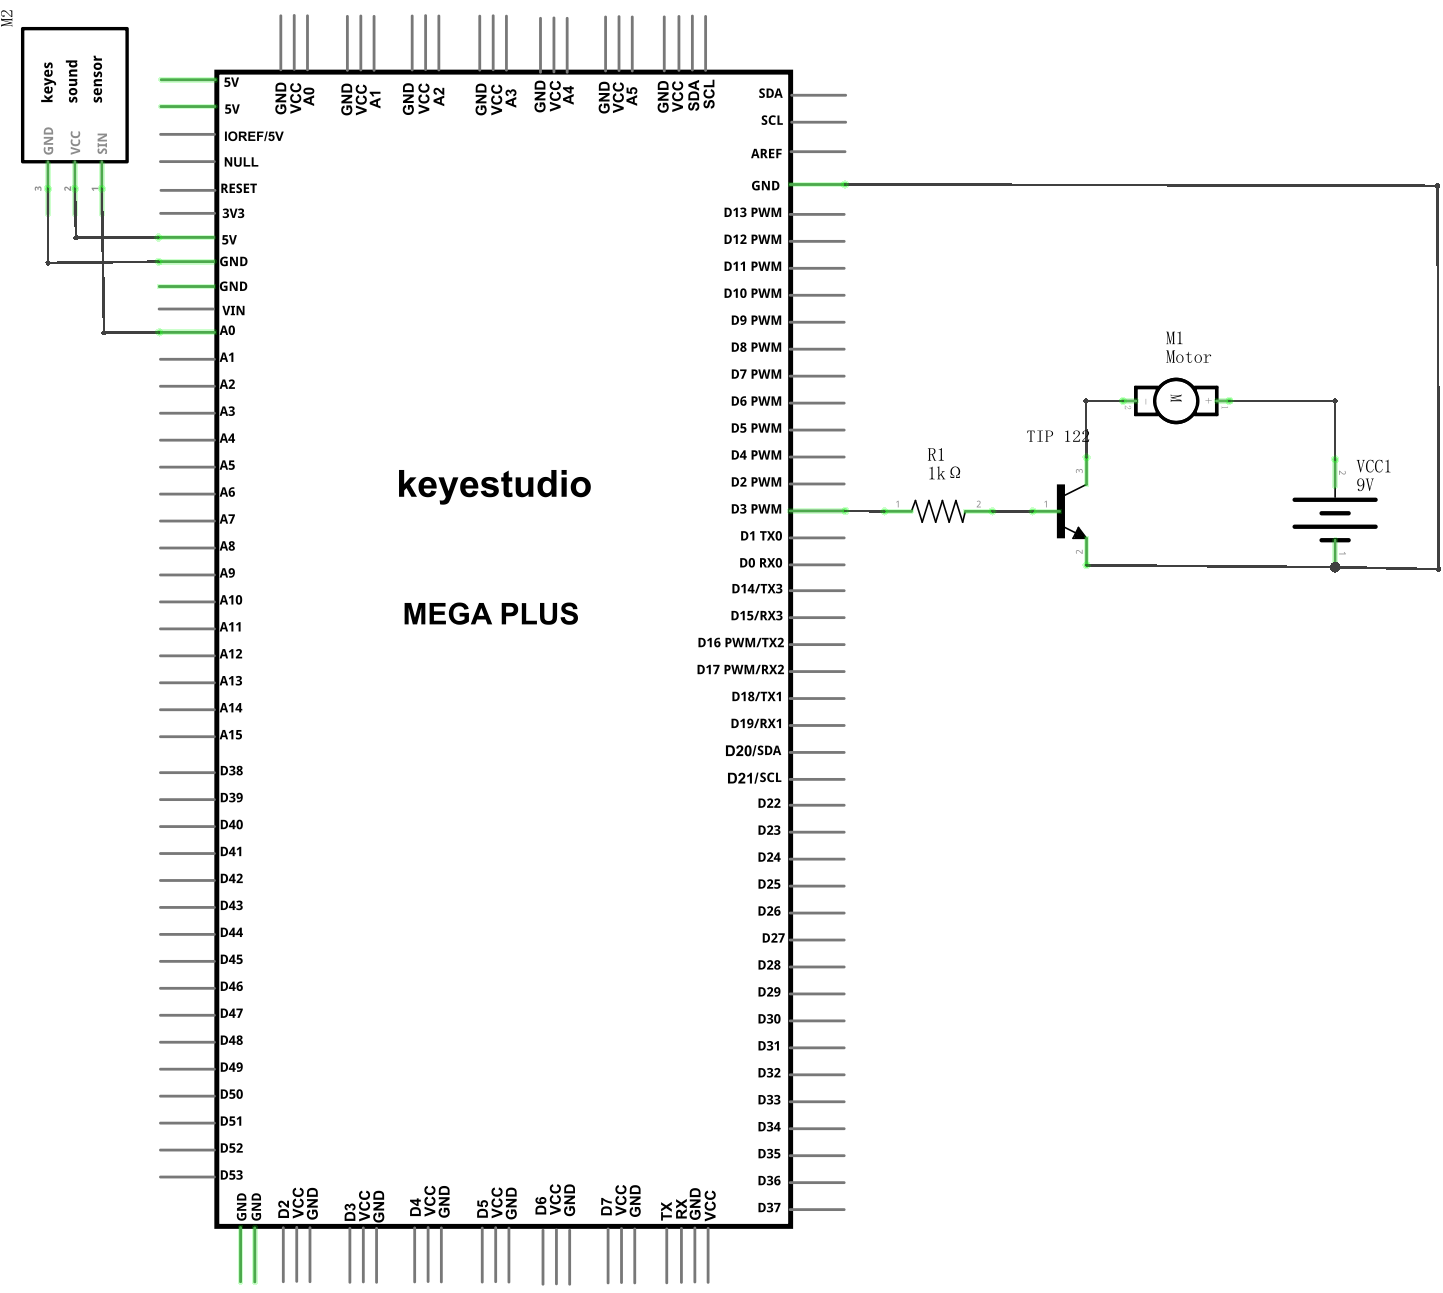 M2
keyes
sound
sensor
GND
VCC
SIN
3
2
1
GND VCC A0
GND VCC A1
GND VCC A2
GND VCC A3
GND VCC A4
GND VCC A5
GND VCC SDA SCL
5V
5V
IOREF/5V
NULL
RESET
3V3
5V
GND
GND
VIN
A0
A1
A2
A3
A4
A5
A6
A7
A8
A9
A10
A11
A12
A13
A14
A15
D38
D39
D40
D41
D42
D43
D44
D45
D46
D47
D48
D49
D50
D51
D52
D53
keyestudio
MEGA PLUS
SDA
SCL
AREF
GND
D13 PWM
D12 PWM
D11 PWM
D10 PWM
D9 PWM
D8 PWM
D7 PWM
D6 PWM
D5 PWM
D4 PWM
D2 PWM
D3 PWM
D1 TX0
D0 RX0
D14/TX3
D15/RX3
D16 PWM/TX2
D17 PWM/RX2
D18/TX1
D19/RX1
D20/SDA
D21/SCL
D22
D23
D24
D25
D26
D27
D28
D29
D30
D31
D32
D33
D34
D35
D36
D37
GND GND
D2 VCC GND
D3 VCC GND
D4 VCC GND
D5 VCC GND
D6 VCC GND
D7 VCC GND
TX RX GND VCC
R1
1kΩ
1
2
TIP 122
3
1
2
M1
Motor
2
-
M
+
1
VCC1
9V
2
1